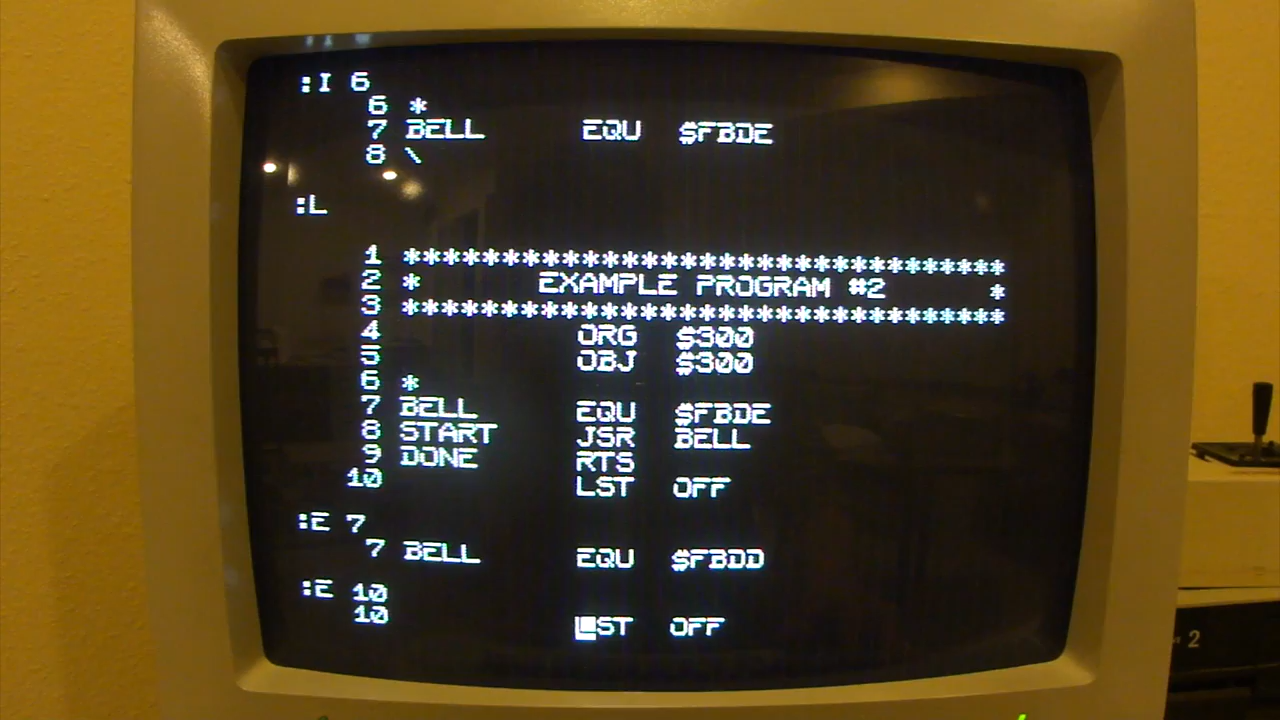 :I 6
6 *
7 BELL EQU $FBDE
8 \
:L
1 *******************************
2 * EXAMPLE PROGRAM #2 *
3 *******************************
4 ORG $300
5 OBJ $300
6 *
7 BELL EQU $FBDE
8 START JSR BELL
9 DONE RTS
10 LST OFF
:E 7
7 BELL EQU $FBDD
:E 10
10 LST OFF
2